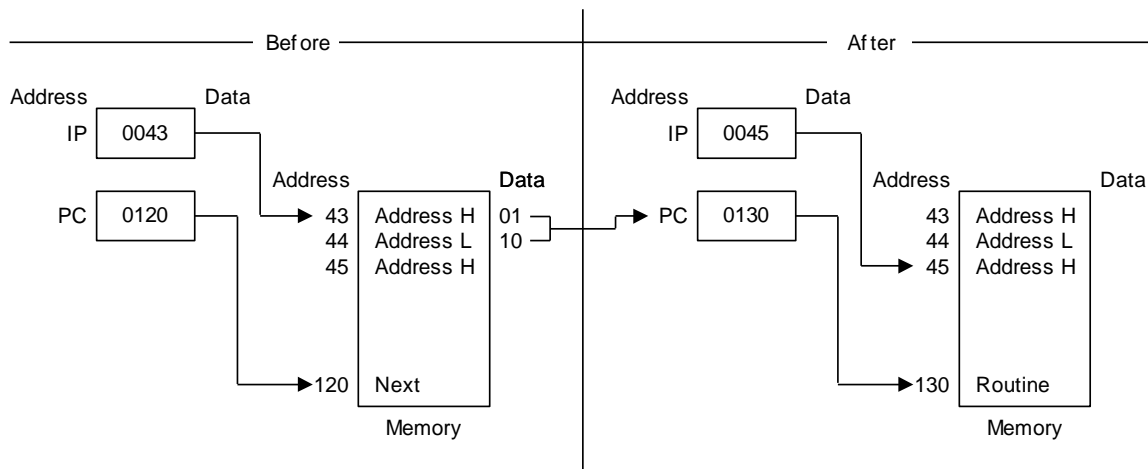 Before
After
Address Data
IP 0043
PC 0120
Address Data
43 Address H 01
44 Address L 10
45 Address H
120 Next
Memory
Address Data
IP 0045
PC 0130
Address Data
43 Address H
44 Address L
45 Address H
130 Routine
Memory